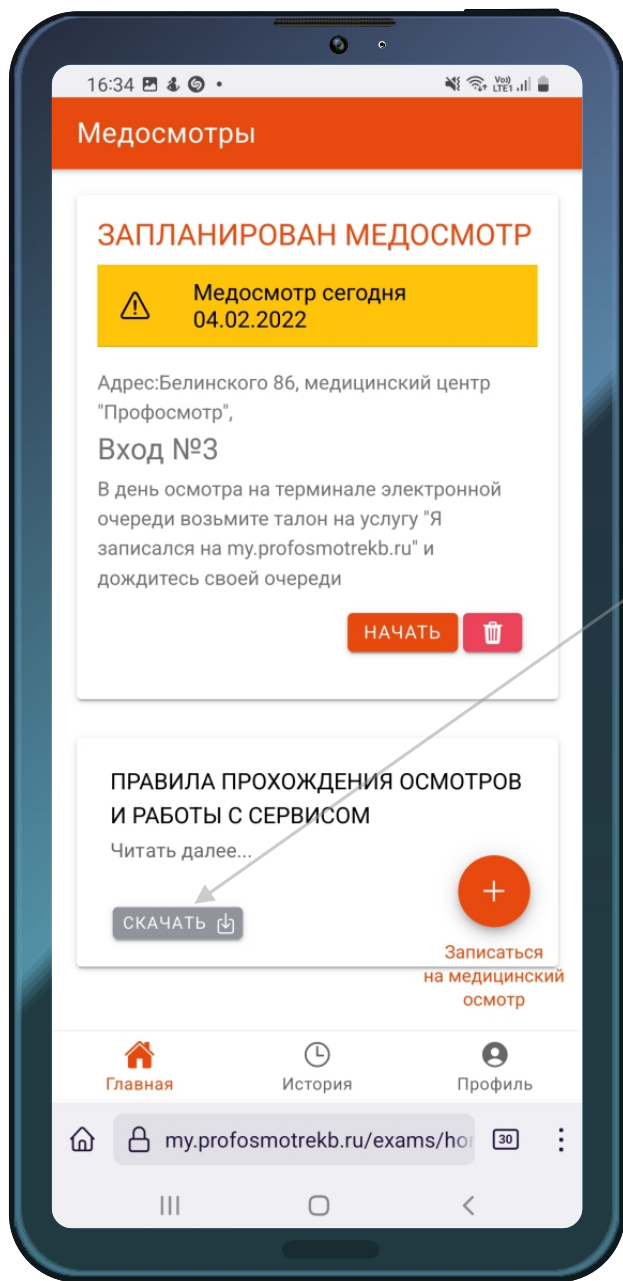 16:34
Vo))
LTE1
Медосмотры
ЗАПЛАНИРОВАН МЕДОСМОТР
Медосмотр сегодня
04.02.2022
Адрес:Белинского 86, медицинский центр
"Профосмотр",
Вход №3
В день осмотра на терминале электронной
очереди возьмите талон на услугу "Я
записался на my.profosmotrekb.ru" и
дождитесь своей очереди
НАЧАТЬ
ПРАВИЛА ПРОХОЖДЕНИЯ ОСМОТРОВ
И РАБОТЫ С СЕРВИСОМ
Читать далее...
СКАЧАТЬ
Записаться
на медицинский
осмотр
Главная
История
Профиль
my.profosmotrekb.ru/exams/ho
30